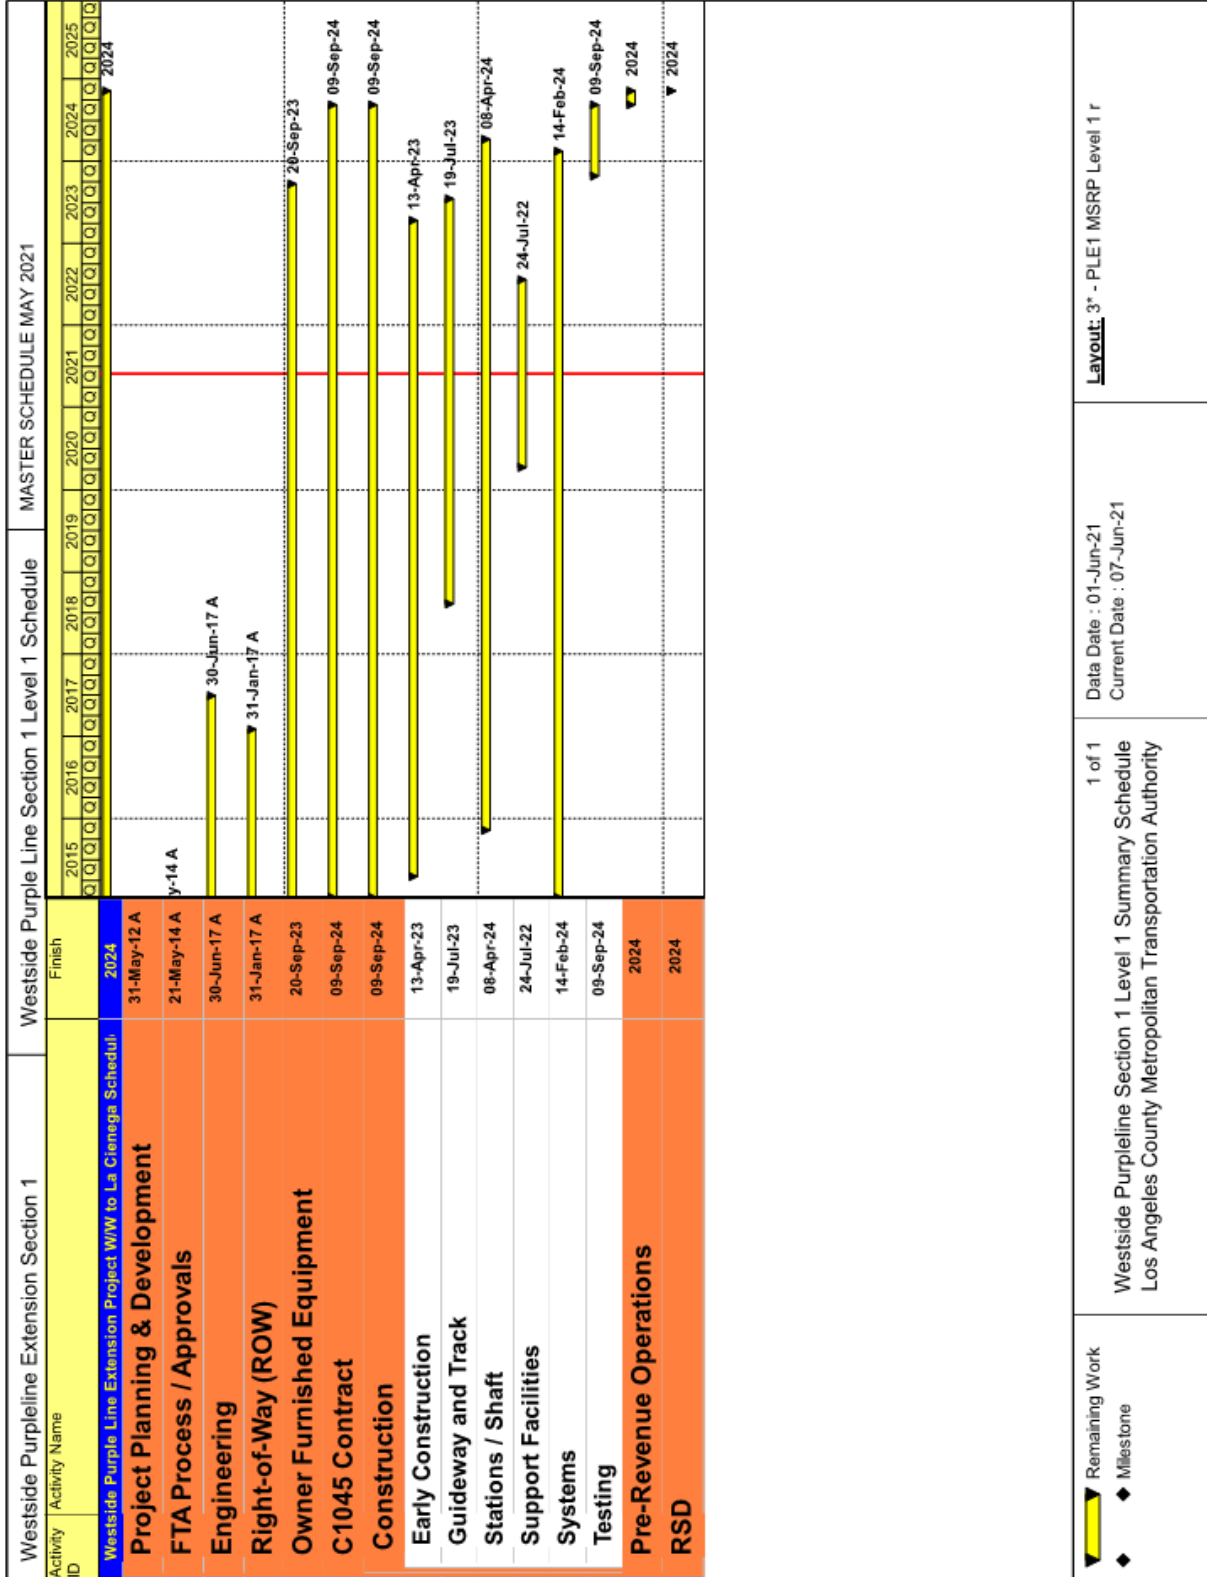 Westside Purpleline Extension Section 1
Westside Purple Line Section 1 Level 1 Schedule
MASTER SCHEDULE MAY 2021
Activity ID
Activity Name
Finish
2015 2016 2017 2018 2019 2020 2021 2022 2023 2024 2025
Q Q Q Q Q Q Q Q Q Q Q Q Q Q Q Q Q Q Q Q Q Q Q Q Q Q Q Q Q Q Q Q Q Q Q Q Q Q Q Q Q Q Q Q
Westside Purple Line Extension Project W/W to La Cienega Schedul 2024 2024
Project Planning & Development 31-May-12 A
FTA Process / Approvals 21-May-14 A y-14 A
Engineering 30-Jun-17 A 30-Jun-17 A
Right-of-Way (ROW) 31-Jan-17 A 31-Jan-17 A
Owner Furnished Equipment 20-Sep-23 20-Sep-23
C1045 Contract 09-Sep-24 09-Sep-24
Construction 09-Sep-24 09-Sep-24
Early Construction 13-Apr-23 13-Apr-23
Guideway and Track 19-Jul-23 19-Jul-23
Stations / Shaft 08-Apr-24 08-Apr-24
Support Facilities 24-Jul-22 24-Jul-22
Systems 14-Feb-24 14-Feb-24
Testing 09-Sep-24 09-Sep-24
Pre-Revenue Operations 2024 2024
RSD 2024 2024
Remaining Work
Milestone
1 of 1
Westside Purpleline Section 1 Level 1 Summary Schedule
Los Angeles County Metropolitan Transportation Authority
Data Date : 01-Jun-21
Current Date : 07-Jun-21
Layout: 3* - PLE1 MSRP Level 1 r